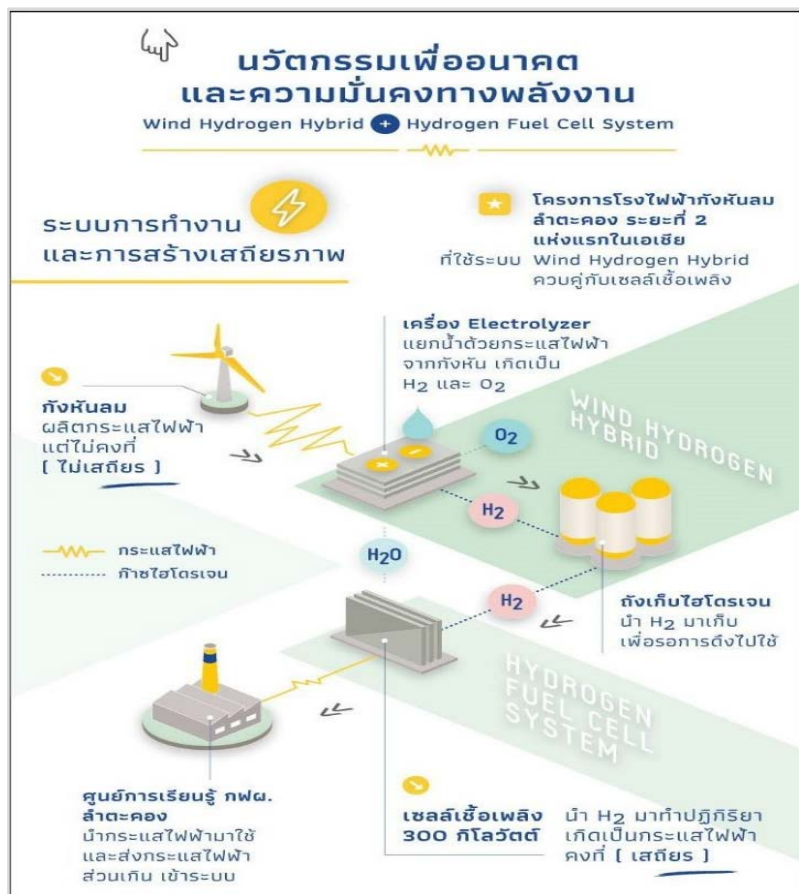 นวัตกรรมเพื่ออนาคต
และความมั่นคงทางพลังงาน
Wind Hydrogen Hybrid + Hydrogen Fuel Cell System
ระบบการทำงาน
และการสร้างเสถียรภาพ
โครงการโรงไฟฟ้ากังหันลม
ลำตะคอง ระยะที่ 2
แห่งแรกในเอเชีย
ที่ใช้ระบบ Wind Hydrogen Hybrid
ควบคู่กับเซลล์เชื้อเพลิง
เครื่อง Electrolyzer
แยกน้ำด้วยกระแสไฟฟ้า
จากกังหัน เกิดเป็น
H₂ และ O₂
กังหันลม
ผลิตกระแสไฟฟ้า
แต่ไม่คงที่
[ ไม่เสถียร ]
O₂
WIND HYDROGEN
HYBRID
H₂
กระแสไฟฟ้า
ก๊าซไฮโดรเจน
H₂O
H₂
ถังเก็บไฮโดรเจน
นำ H₂ มาเก็บ
เพื่อรอการดึงไปใช้
HYDROGEN
FUEL CELL
SYSTEM
ศูนย์การเรียนรู้ กฟผ.
ลำตะคอง
นำกระแสไฟฟ้ามาใช้
และส่งกระแสไฟฟ้า
ส่วนเกิน เข้าระบบ
เซลล์เชื้อเพลิง
300 กิโลวัตต์
นำ H₂ มาทำปฏิกิริยา
เกิดเป็นกระแสไฟฟ้า
คงที่ [ เสถียร ]